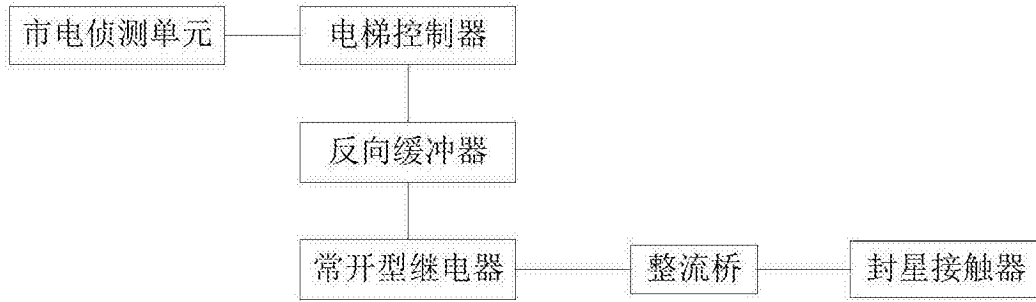 市电侦测单元
电梯控制器
反向缓冲器
常开型继电器
整流桥
封星接触器